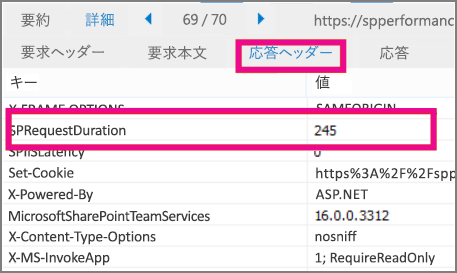 要約 詳細 ◀ 69 / 70 ▶ https://spperformanc
要求ヘッダー 要求本文 応答ヘッダー 応答
キー 値
X-FRAME-OPTIONS SAMEORIGIN
SPRequestDuration 245
SPIisLatency 0
Set-Cookie https%3A%2F%2Fspp
X-Powered-By ASP.NET
MicrosoftSharePointTeamServices 16.0.0.3312
X-Content-Type-Options nosniff
X-MS-InvokeApp 1; RequireReadOnly